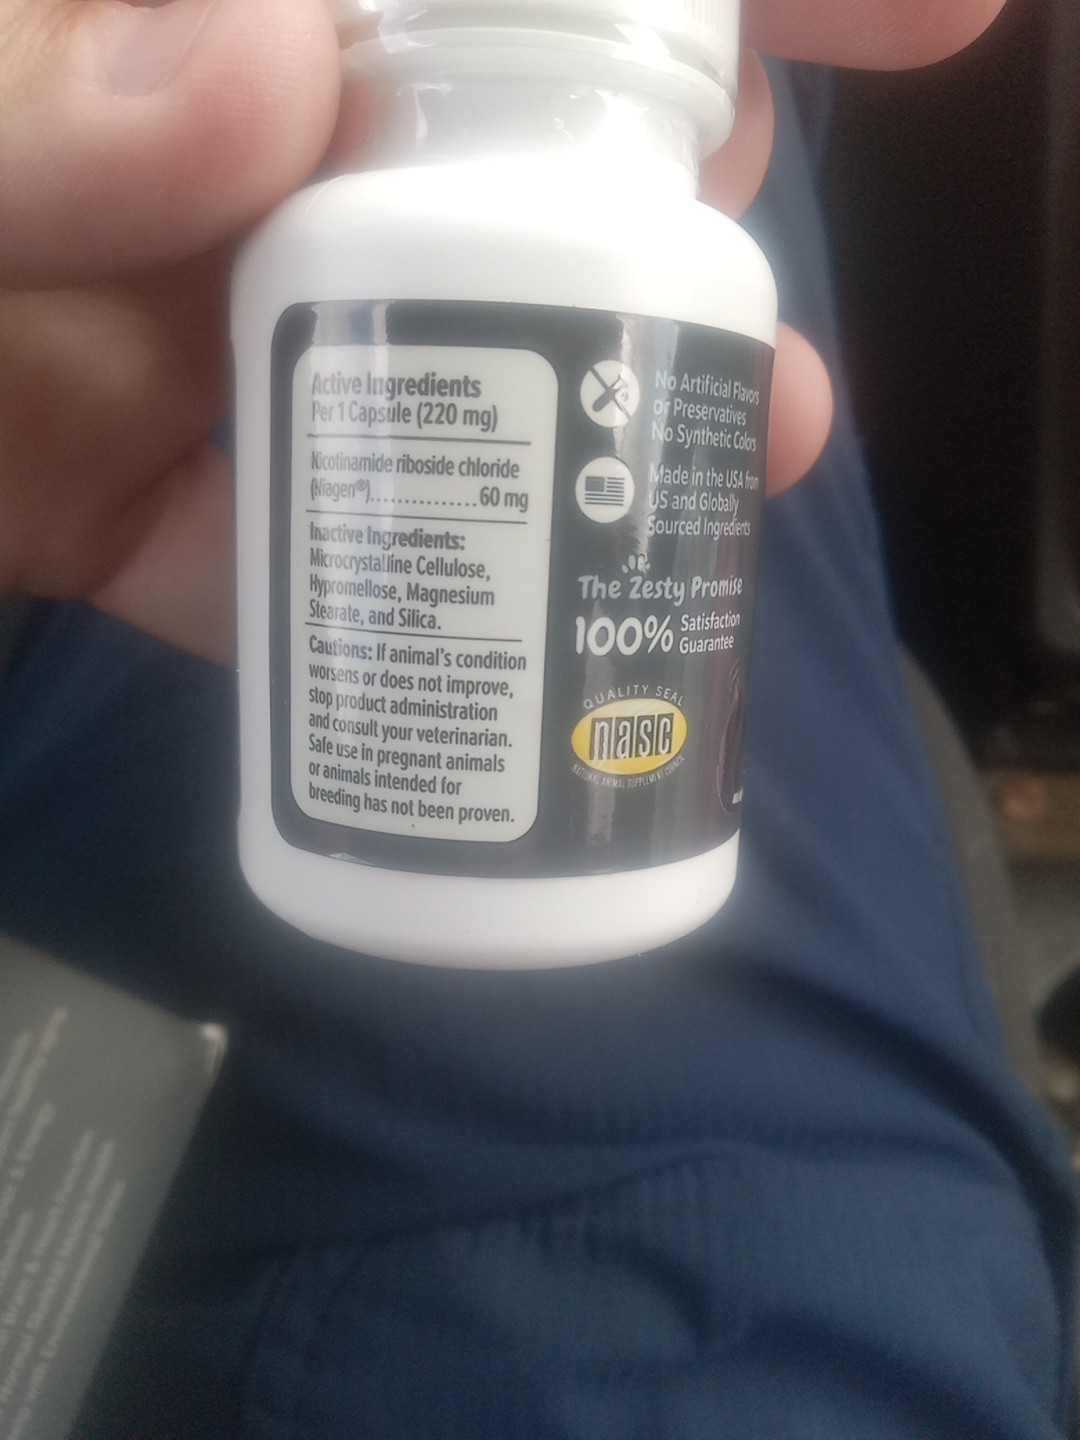 Active Ingredients
Per 1 Capsule (220 mg)
Nicotinamide riboside chloride
(Niagen®)...............60 mg
Inactive Ingredients:
Microcrystalline Cellulose,
Hypromellose, Magnesium
Stearate, and Silica.
Cautions: If animal's condition
worsens or does not improve,
stop product administration
and consult your veterinarian.
Safe use in pregnant animals
or animals intended for
breeding has not been proven.
No Artificial Flavors
or Preservatives
No Synthetic Colors
Made in the USA from
US and Globally
Sourced Ingredients
The Zesty Promise
100% Satisfaction
Guarantee
QUALITY SEAL
nasc
NATIONAL ANIMAL SUPPLEMENT COUNCIL